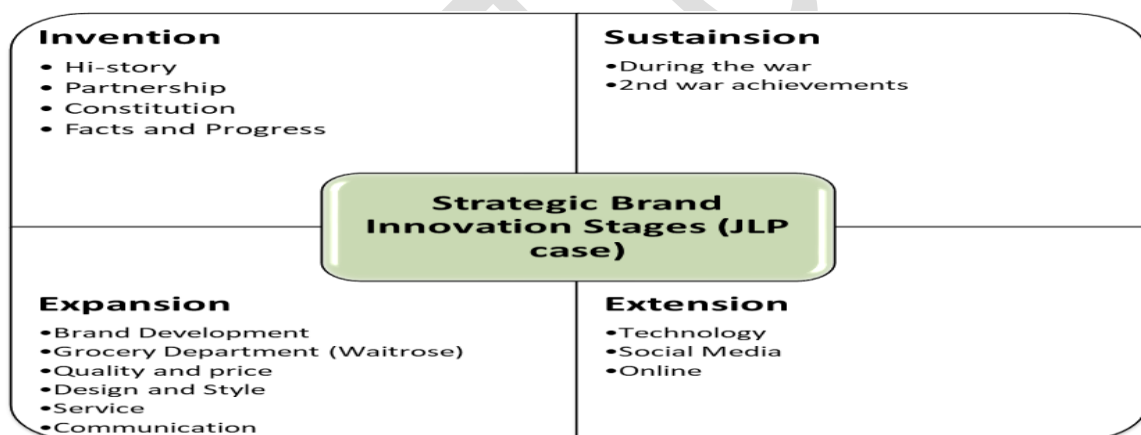 Invention
• Hi-story
• Partnership
• Constitution
• Facts and Progress
Sustainsion
•During the war
•2nd war achievements
Strategic Brand
Innovation Stages (JLP
case)
Expansion
•Brand Development
•Grocery Department (Waitrose)
•Quality and price
•Design and Style
•Service
•Communication
Extension
•Technology
•Social Media
•Online